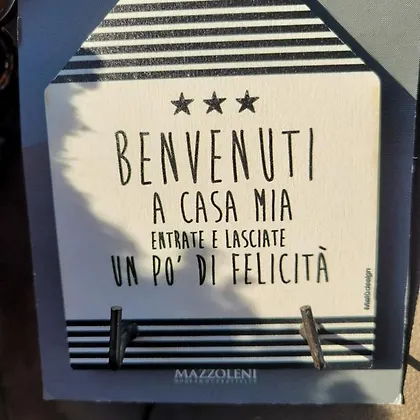 BENVENUTI
A CASA MIA
ENTRATE E LASCIATE
UN PO' DI FELICITÀ
MAZZOLENI